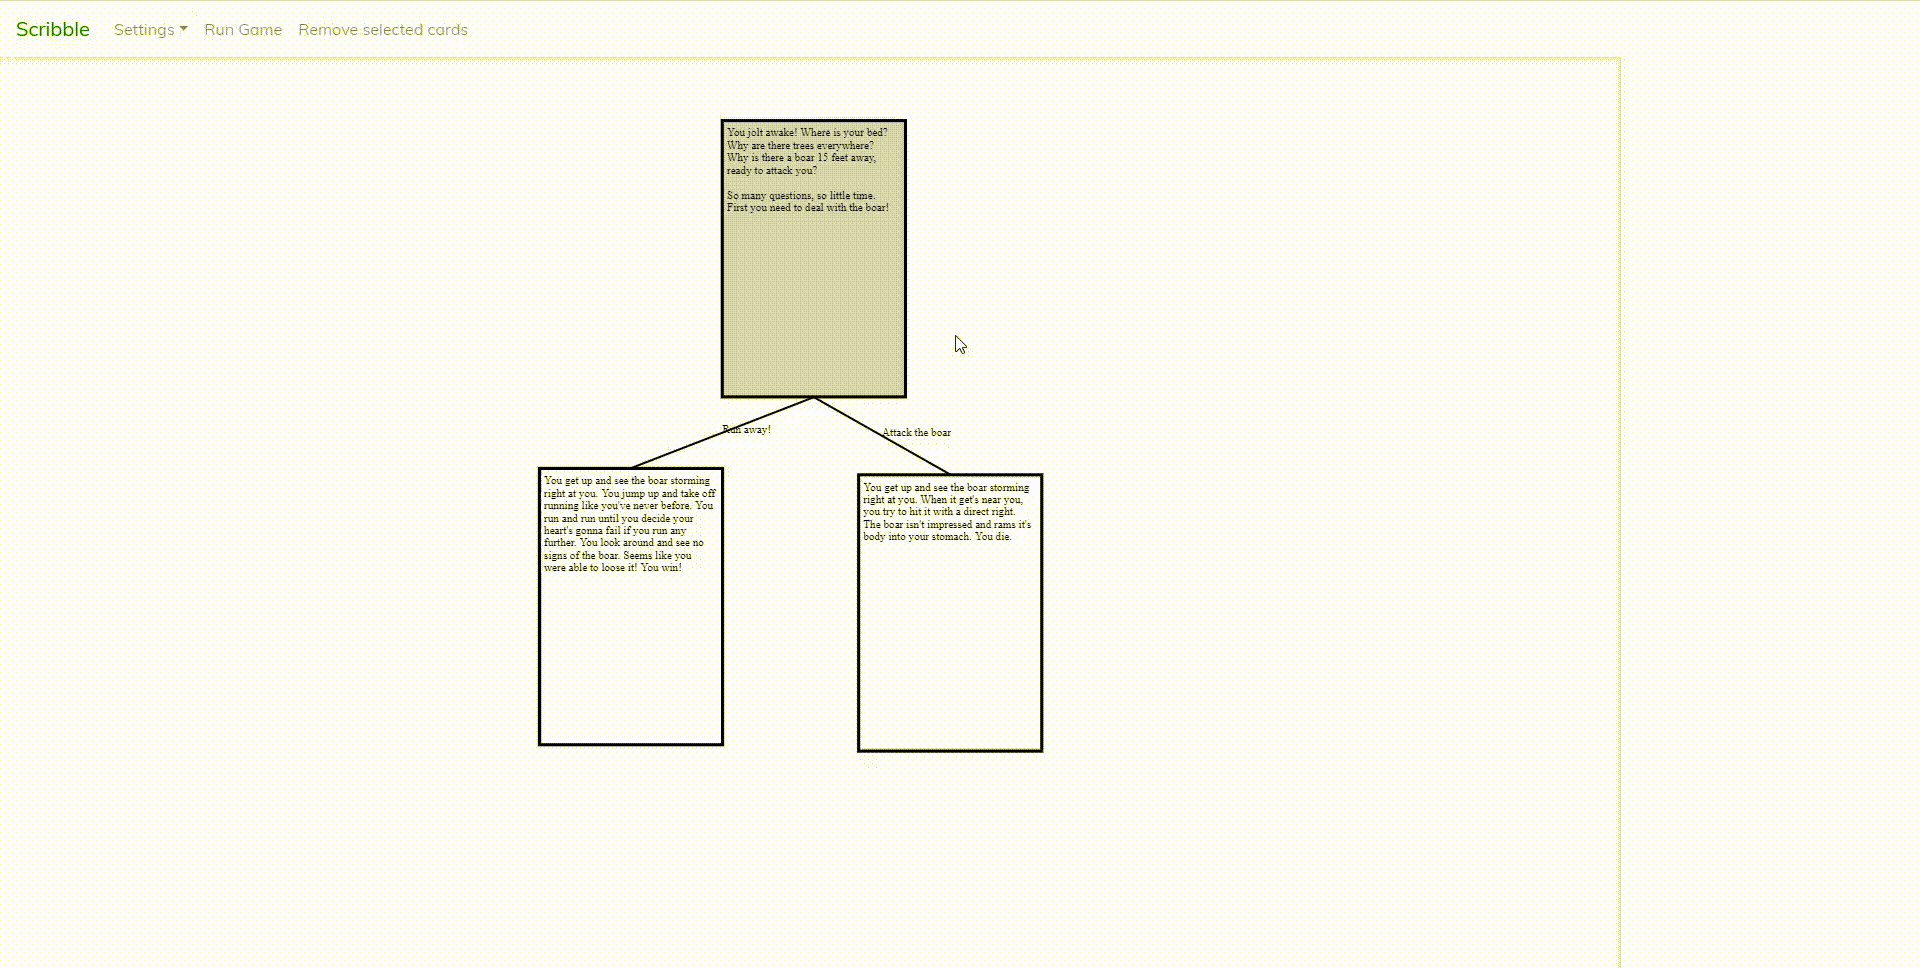 Scribble Settings Run Game Remove selected cards
You jolt awake! Where is your bed?
Why are there trees everywhere?
Why is there a boar 15 feet away,
ready to attack you?
So many questions, so little time.
First you need to deal with the boar!
Run away!
Attack the boar
You get up and see the boar storming
right at you. You jump up and take off
running like you've never before. You
run and run until you decide your
heart's gonna fail if you run any
further. You look around and see no
signs of the boar. Seems like you
were able to loose it! You win!
You get up and see the boar storming
right at you. When it get's near you,
you try to hit it with a direct right.
The boar isn't impressed and rams it's
body into your stomach. You die.